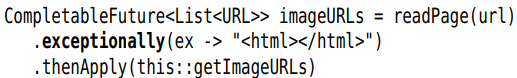 CompletableFuture<List<URL>> imageURLs = readPage(url)
.exceptionally(ex -> "<html></html>")
.thenApply(this::getImageURLs)